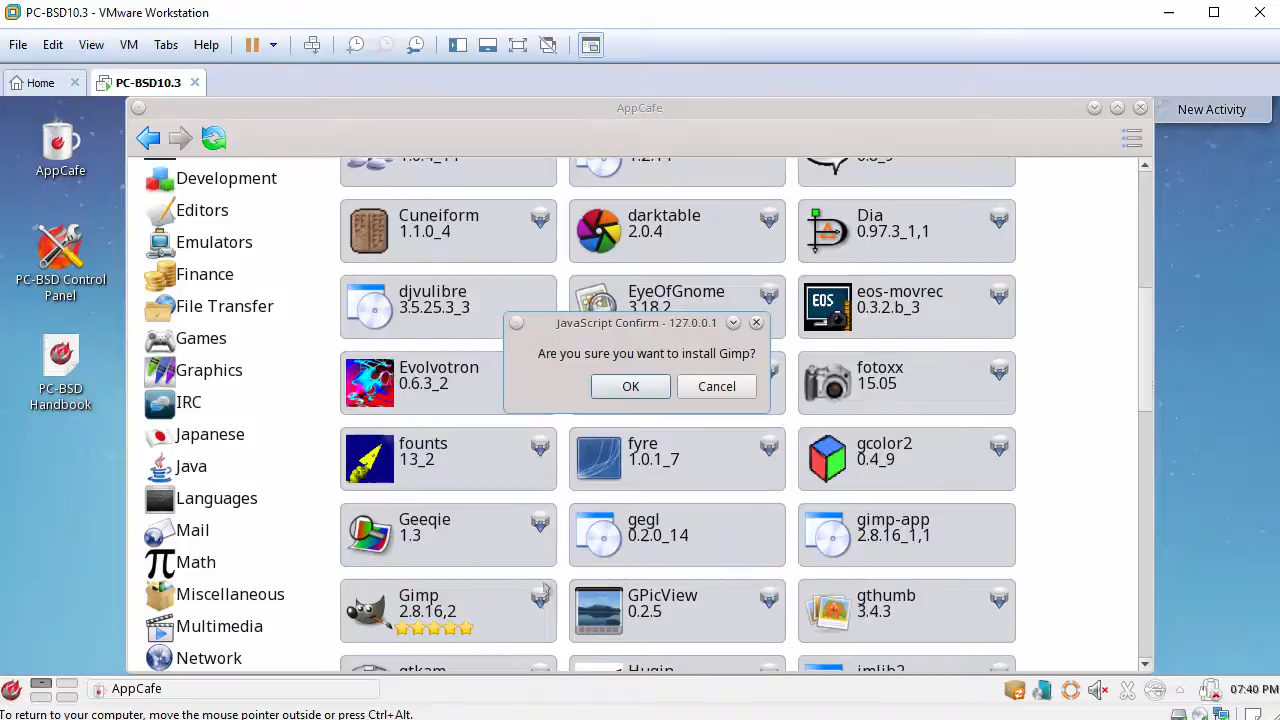 PC-BSD10.3 - VMware Workstation
File Edit View VM Tabs Help
Home PC-BSD10.3
AppCafe
New Activity
AppCafe
PC-BSD Control
Panel
PC-BSD
Handbook
Development
Editors
Emulators
Finance
File Transfer
Games
Graphics
IRC
Japanese
Java
Languages
Mail
Math
Miscellaneous
Multimedia
Network
Cuneiform
1.1.0_4
darktable
2.0.4
Dia
0.97.3_1,1
djvulibre
3.5.25.3_3
EyeOfGnome
3.18.2
EOS
eos-movrec
0.3.2.b_3
JavaScript Confirm - 127.0.0.1
Are you sure you want to install Gimp?
OK Cancel
Evolvotron
0.6.3_2
fotoxx
15.05
founts
13_2
fyre
1.0.1_7
gcolor2
0.4_9
Geeqie
1.3
gegl
0.2.0_14
gimp-app
2.8.16_1,1
Gimp
2.8.16,2
GPicView
0.2.5
gthumb
3.4.3
gtkam
Hugin
imlib2
AppCafe
07:40 PM
To return to your computer, move the mouse pointer outside or press Ctrl+Alt.